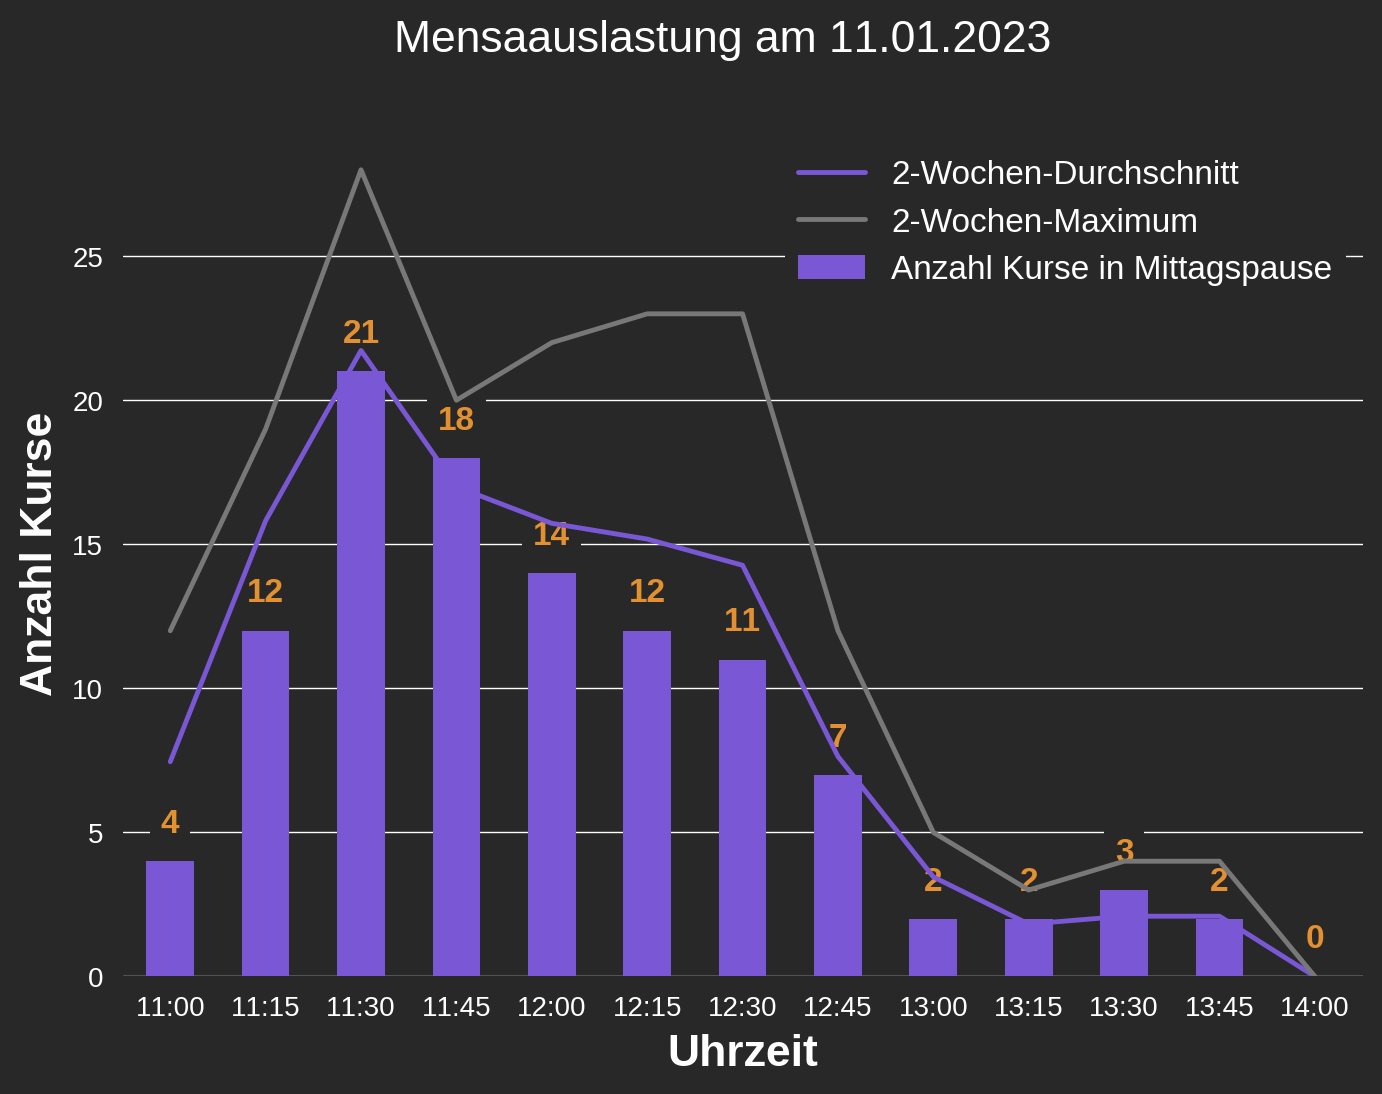 Mensaauslastung am 11.01.2023
2-Wochen-Durchschnitt
2-Wochen-Maximum
Anzahl Kurse in Mittagspause
Anzahl Kurse
25
20
15
10
5
0
4
12
21
18
14
12
11
7
2
2
3
2
0
11:00 11:15 11:30 11:45 12:00 12:15 12:30 12:45 13:00 13:15 13:30 13:45 14:00
Uhrzeit